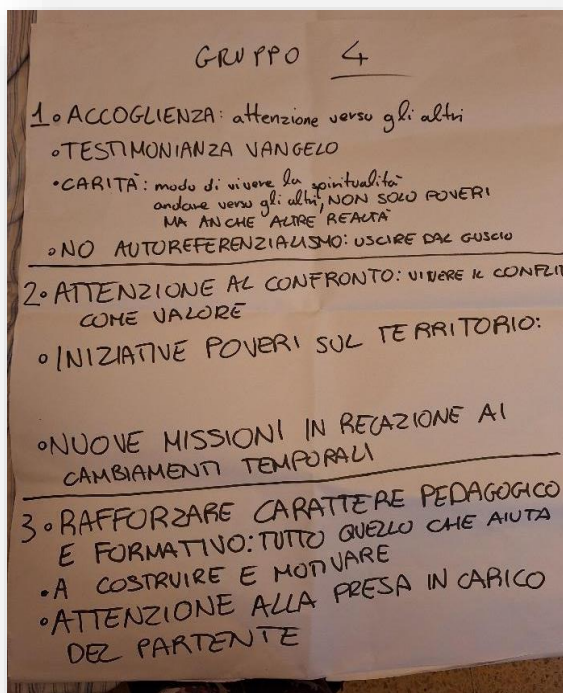 GRUPPO 4
1 • ACCOGLIENZA: attenzione verso gli altri
• TESTIMONIANZA VANGELO
• CARITÀ: modo di vivere la spiritualità
andare verso gli altri, NON SOLO POVERI
MA ANCHE ALTRE REALTÀ
• NO AUTOREFERENZIALISMO: USCIRE DAL GUSCIO
2 • ATTENZIONE AL CONFRONTO: VIVERE IL CONFLIT
COME VALORE
• INIZIATIVE POVERI SUL TERRITORIO:
• NUOVE MISSIONI IN RELAZIONE AI
CAMBIAMENTI TEMPORALI
3 • RAFFORZARE CARATTERE PEDAGOGICO
E FORMATIVO: TUTTO QUELLO CHE AIUTA
• A COSTRUIRE E MOTIVARE
• ATTENZIONE ALLA PRESA IN CARICO
DEL PARTENTE